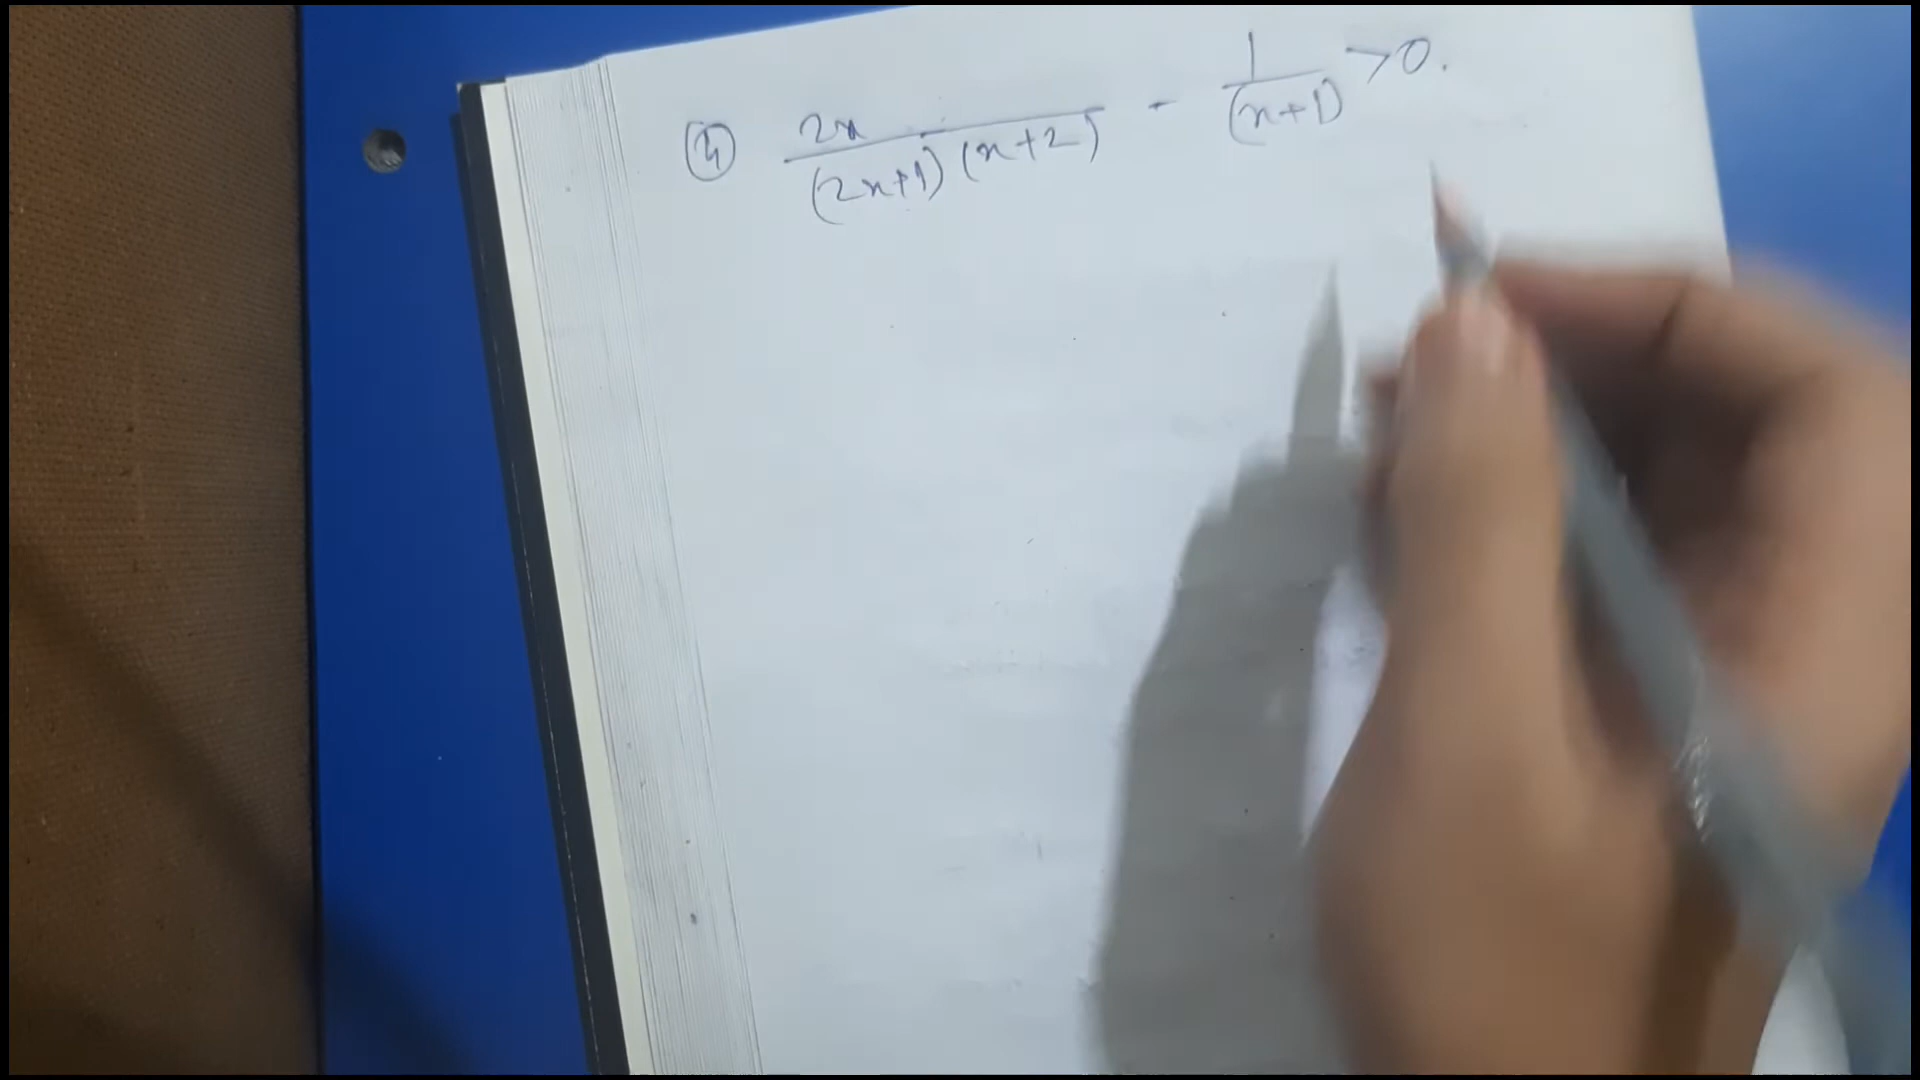 ④ 2x/(2x+1)(x+2) - 1/(x+1) >0.